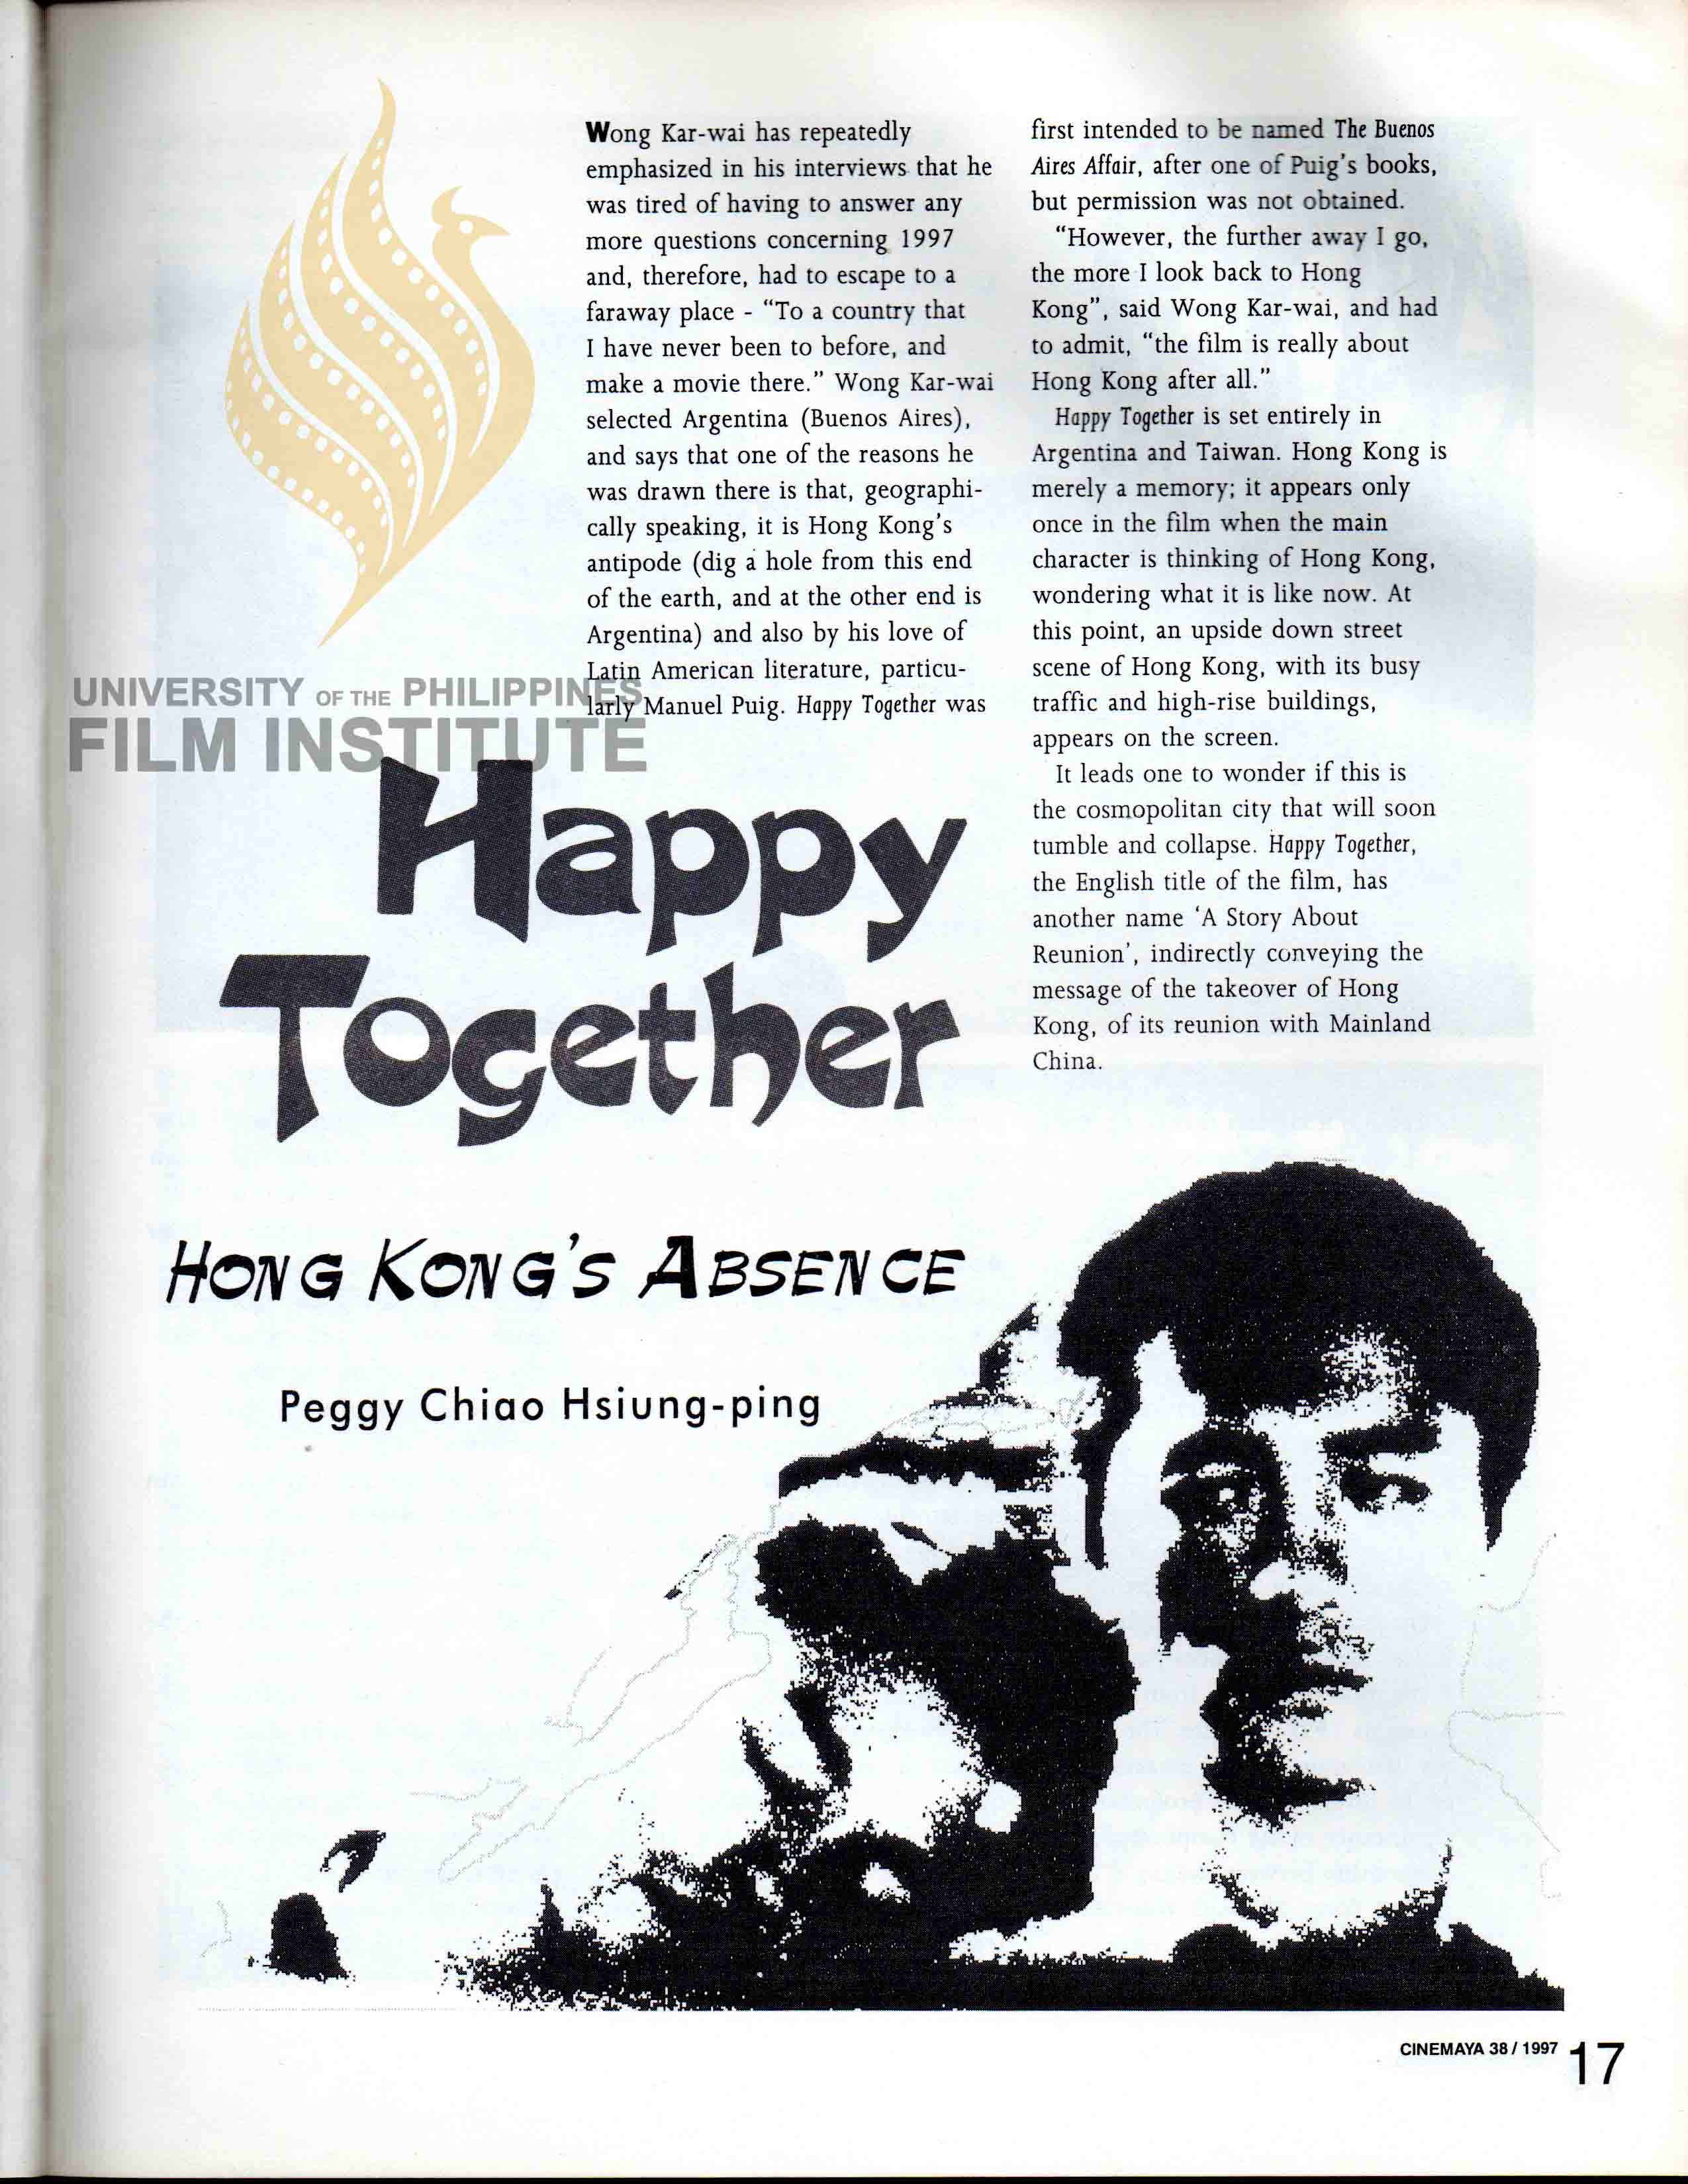 Wong Kar-wai has repeatedly
emphasized in his interviews that he
was tired of having to answer any
more questions concerning 1997
and, therefore, had to escape to a
faraway place - “To a country that
I have never been to before, and
make a movie there.” Wong Kar-wai
selected Argentina (Buenos Aires),
and says that one of the reasons he
was drawn there is that, geographi-
cally speaking, it is Hong Kong’s
antipode (dig a hole from this end
of the earth, and at the other end is
Argentina) and also by his love of
Latin American literature, particu-
larly Manuel Puig. Happy Together was
first intended to be named The Buenos
Aires Affair, after one of Puig’s books,
but permission was not obtained.
“However, the further away I go,
the more I look back to Hong
Kong”, said Wong Kar-wai, and had
to admit, “the film is really about
Hong Kong after all.”
Happy Together is set entirely in
Argentina and Taiwan. Hong Kong is
merely a memory; it appears only
once in the film when the main
character is thinking of Hong Kong,
wondering what it is like now. At
this point, an upside down street
scene of Hong Kong, with its busy
traffic and high-rise buildings,
appears on the screen.
It leads one to wonder if this is
the cosmopolitan city that will soon
tumble and collapse. Happy Together,
the English title of the film, has
another name ‘A Story About
Reunion’, indirectly conveying the
message of the takeover of Hong
Kong, of its reunion with Mainland
China.
UNIVERSITY OF THE PHILIPPINES
FILM INSTITUTE
Happy
Together
HONG KONG’S ABSENCE
Peggy Chiao Hsiung-ping
CINEMAYA 38 / 1997 17